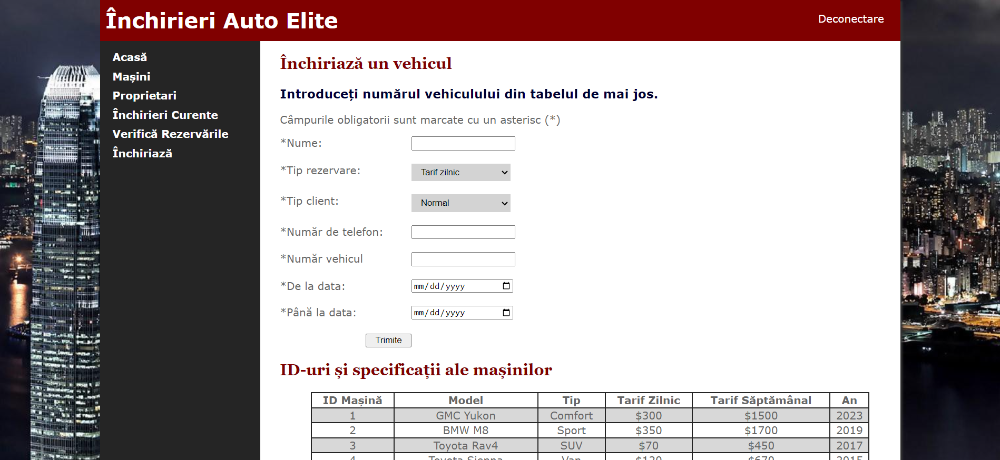 Închirieri Auto Elite
Deconectare
Acasă
Mașini
Proprietari
Închirieri Curente
Verifică Rezervările
Închiriază
Închiriază un vehicul
Introduceți numărul vehiculului din tabelul de mai jos.
Câmpurile obligatorii sunt marcate cu un asterisc (*)
*Nume:
*Tip rezervare: Tarif zilnic
*Tip client: Normal
*Număr de telefon:
*Număr vehicul
*De la data: mm/dd/yyyy
*Până la data: mm/dd/yyyy
Trimite
ID-uri și specificații ale mașinilor
ID Mașină Model Tip Tarif Zilnic Tarif Săptămânal An
1 GMC Yukon Comfort $300 $1500 2023
2 BMW M8 Sport $350 $1700 2019
3 Toyota Rav4 SUV $70 $450 2017
4 Toyota Sienna Van $120 $670 2015